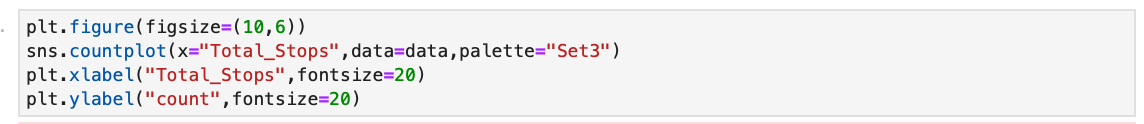 plt.figure(figsize=(10,6))
sns.countplot(x="Total_Stops",data=data,palette="Set3")
plt.xlabel("Total_Stops",fontsize=20)
plt.ylabel("count",fontsize=20)